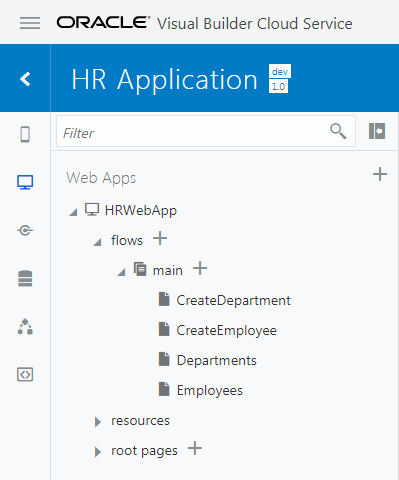 ORACLE Visual Builder Cloud Service
HR Application dev 1.0
Filter
Web Apps
HRWebApp
flows
main
CreateDepartment
CreateEmployee
Departments
Employees
resources
root pages